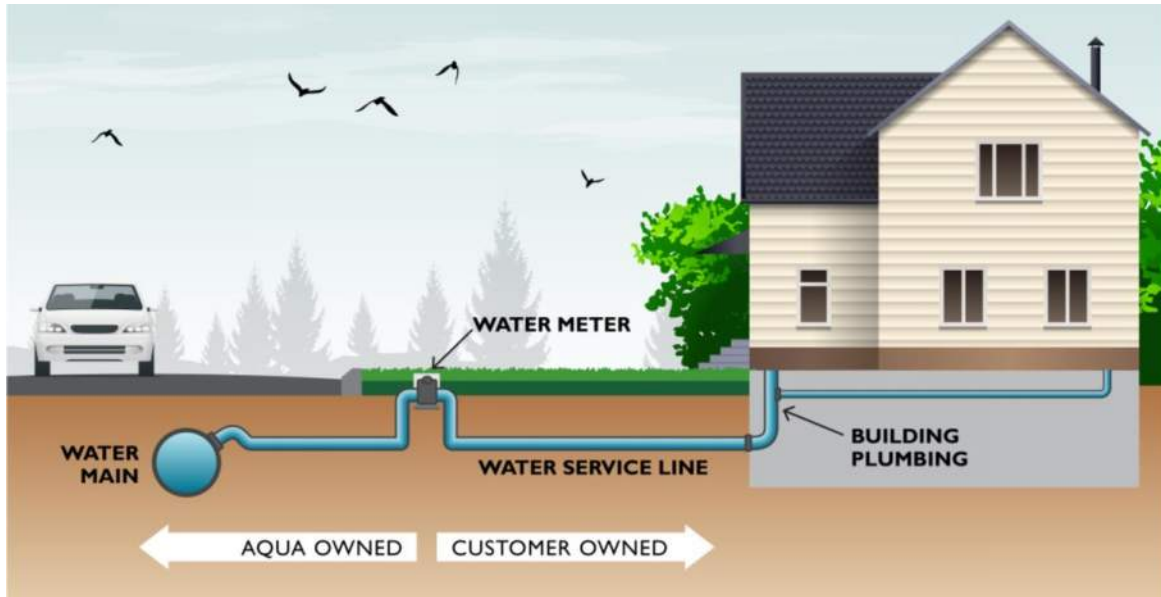 WATER METER
WATER
MAIN
WATER SERVICE LINE
BUILDING
PLUMBING
AQUA OWNED
CUSTOMER OWNED